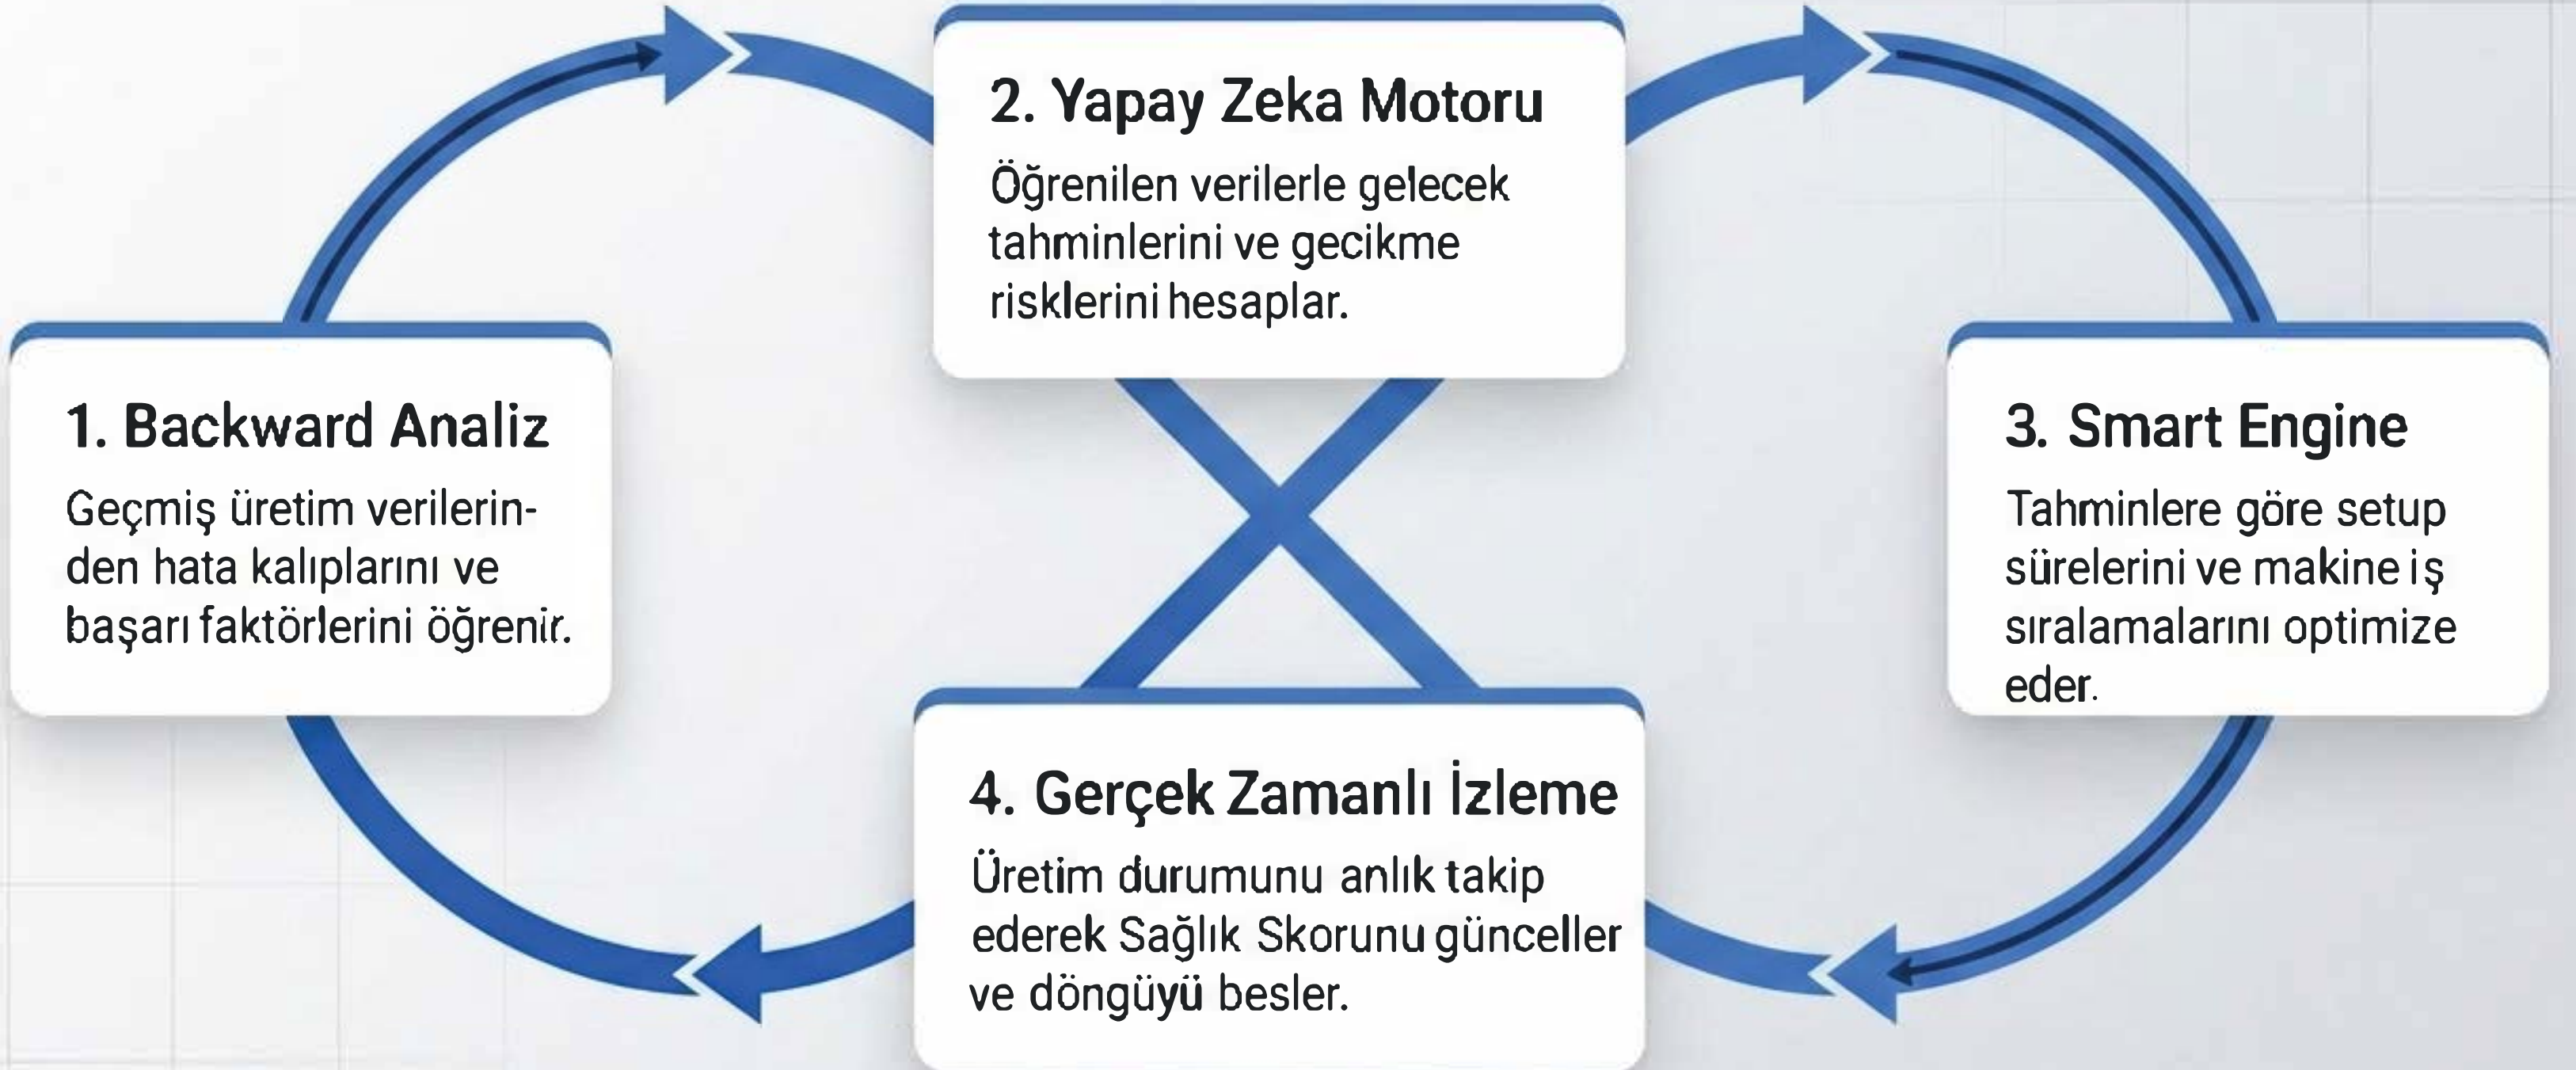 1. Backward Analiz
Geçmiş üretim verilerin-
den hata kalıplarını ve
başarı faktörlerini öğrenir.
2. Yapay Zeka Motoru
Öğrenilen verilerle gelecek
tahminlerini ve gecikme
risklerini hesaplar.
3. Smart Engine
Tahminlere göre setup
sürelerini ve makine iş
sıralamalarını optimize
eder.
4. Gerçek Zamanlı İzleme
Üretim durumunu anlık takip
ederek Sağlık Skorunu günceller
ve döngüyü besler.